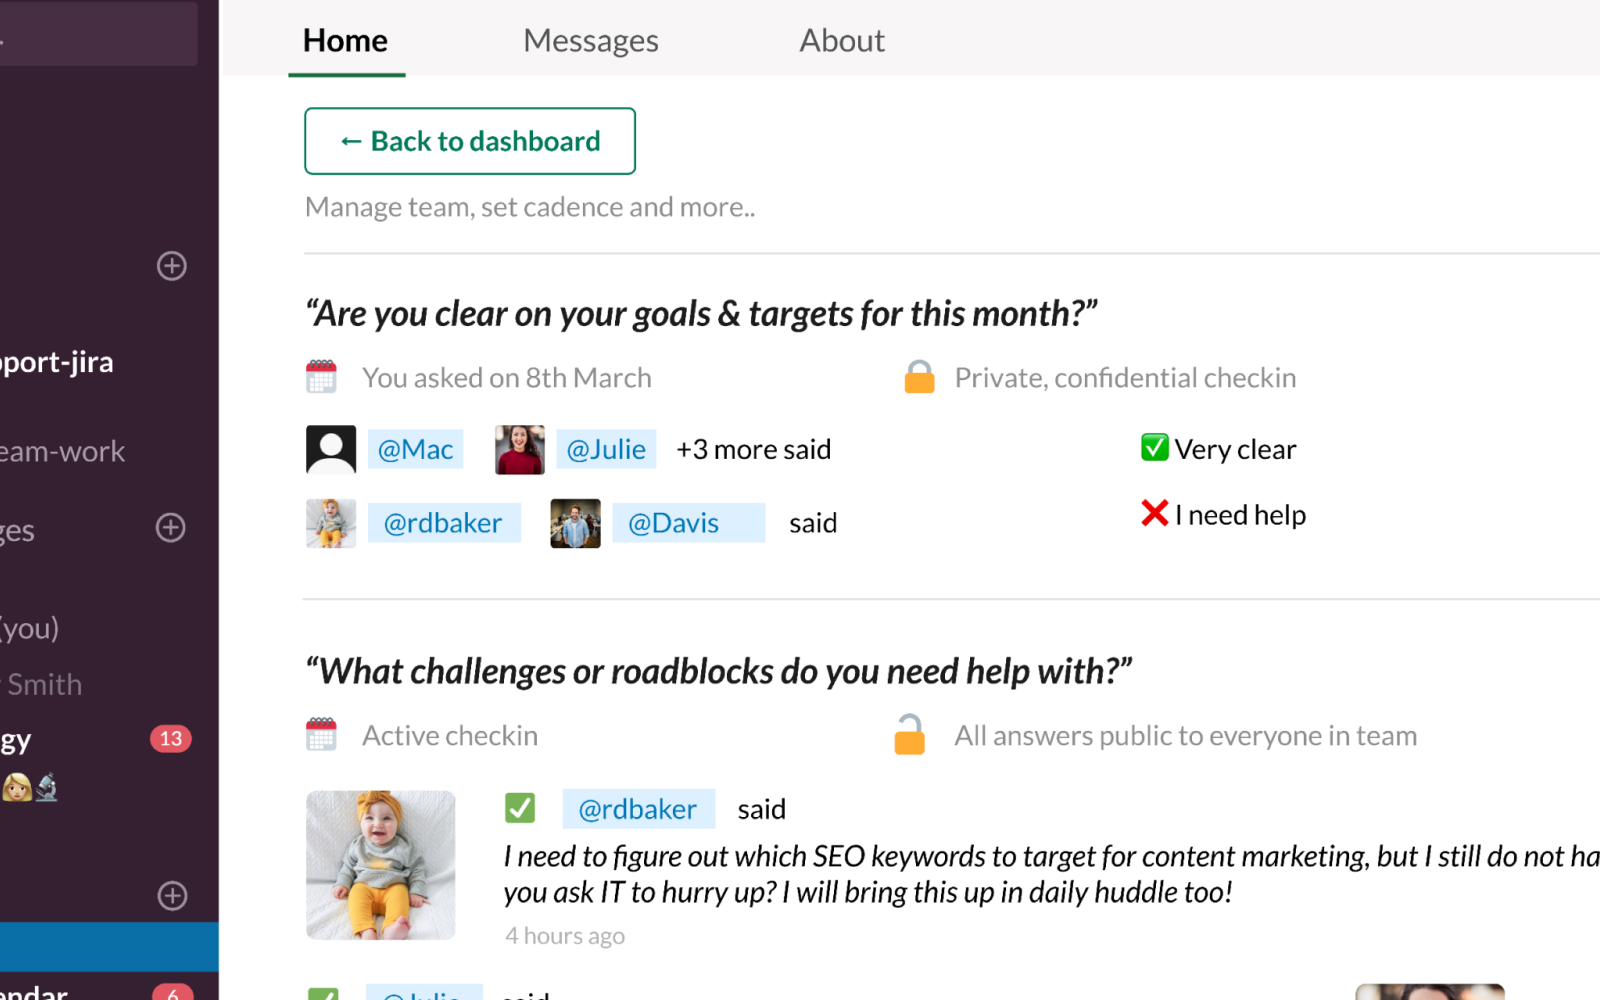 Home Messages About
← Back to dashboard
Manage team, set cadence and more..
“Are you clear on your goals & targets for this month?”
port-jira
You asked on 8th March
Private, confidential checkin
eam-work
@Mac @Julie +3 more said
✅ Very clear
ges
@rdbaker @Davis said
❌ I need help
(you)
Smith
“What challenges or roadblocks do you need help with?”
gy 13
Active checkin
All answers public to everyone in team
@rdbaker said
I need to figure out which SEO keywords to target for content marketing, but I still do not ha
you ask IT to hurry up? I will bring this up in daily huddle too!
4 hours ago
endar 6
@Julie said